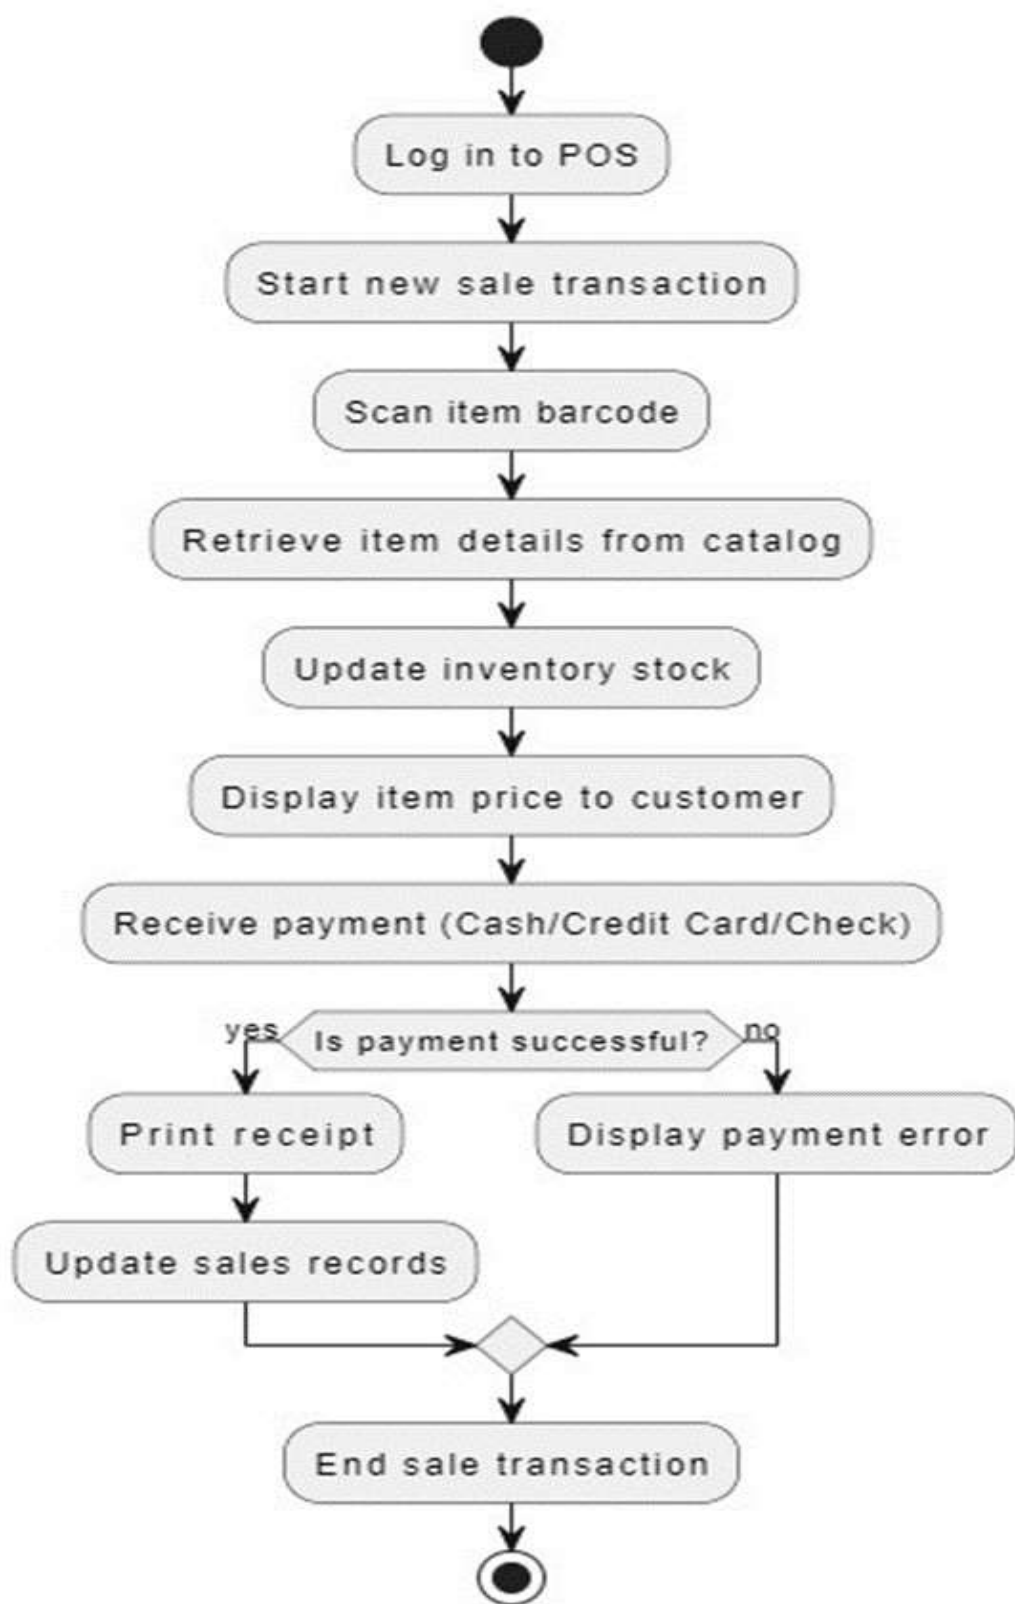 Log in to POS
Start new sale transaction
Scan item barcode
Retrieve item details from catalog
Update inventory stock
Display item price to customer
Receive payment (Cash/Credit Card/Check)
yes
Is payment successful?
no
Print receipt
Display payment error
Update sales records
End sale transaction